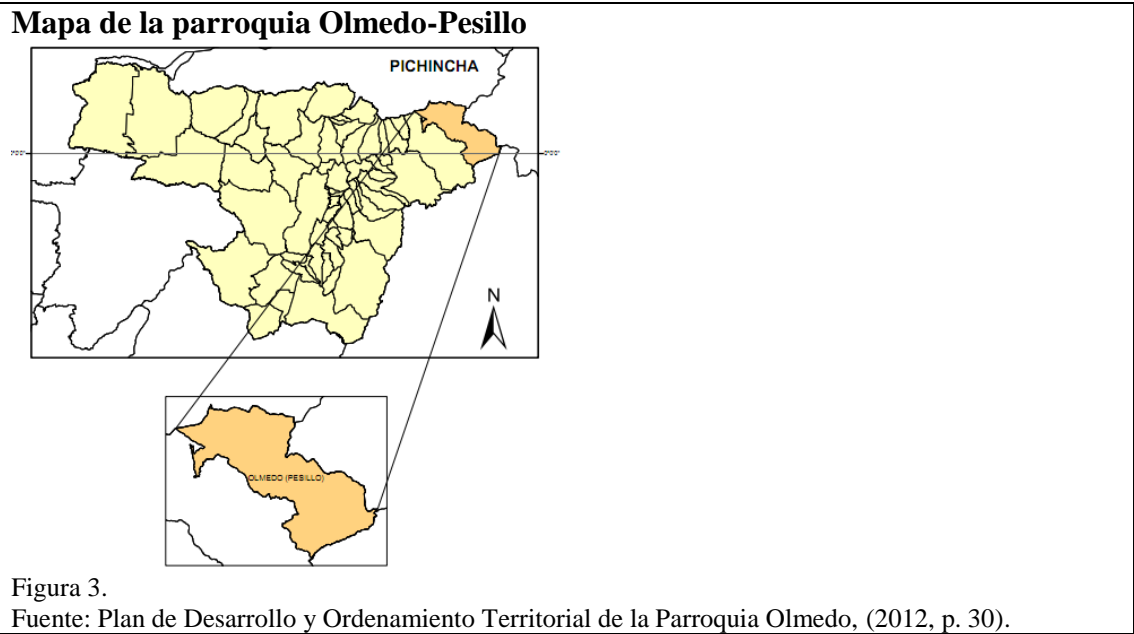 Mapa de la parroquia Olmedo-Pesillo
PICHINCHA
N
OLMEDO (PESILLO)
Figura 3.
Fuente: Plan de Desarrollo y Ordenamiento Territorial de la Parroquia Olmedo, (2012, p. 30).